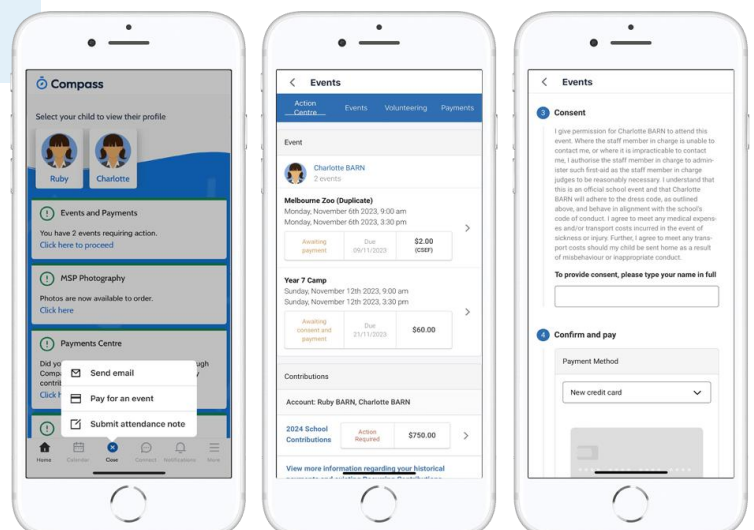 Compass
Select your child to view their profile
Ruby
Charlotte
Events and Payments
You have 2 events requiring action.
Click here to proceed
MSP Photography
Photos are now available to order.
Click here
Payments Centre
Did yo
ugh
Compa
y
contrib
Click h
Send email
Pay for an event
Submit attendance note
Home
Calendar
Close
Connect
Notifications
More
Events
Action Centre
Events
Volunteering
Payments
Event
Charlotte BARN
2 events
Melbourne Zoo (Duplicate)
Monday, November 6th 2023, 9:00 am
Monday, November 6th 2023, 3:30 pm
Awaiting payment
Due 09/11/2023
$2.00 (CSEF)
Year 7 Camp
Sunday, November 12th 2023, 9:00 am
Sunday, November 12th 2023, 3:30 pm
Awaiting consent and payment
Due 21/11/2023
$60.00
Contributions
Account: Ruby BARN, Charlotte BARN
2024 School Contributions
Action Required
$750.00
View more information regarding your historical
payments and existing Recurring Contributions
Events
3 Consent
I give permission for Charlotte BARN to attend this
event. Where the staff member in charge is unable to
contact me, or where it is impracticable to contact
me, I authorise the staff member in charge to admin-
ister such first-aid as the staff member in charge
judges to be reasonably necessary. I understand that
this is an official school event and that Charlotte
BARN will adhere to the dress code, as outlined
above, and behave in alignment with the school's
code of conduct. I agree to meet any medical expens-
es and/or transport costs incurred in the event of
sickness or injury. Further, I agree to meet any trans-
port costs should my child be sent home as a result
of misbehaviour or inappropriate conduct.
To provide consent, please type your name in full
4 Confirm and pay
Payment Method
New credit card